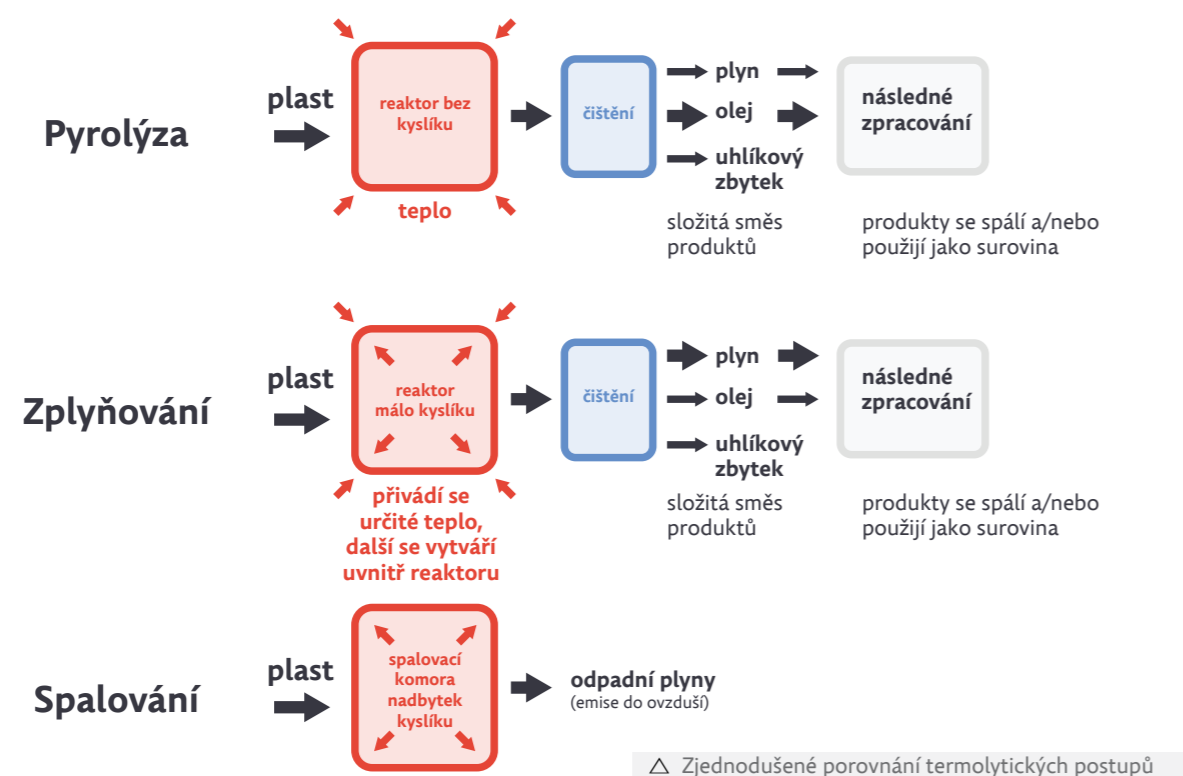 Pyrolýza
plast
reaktor bez
kyslíku
teplo
čištění
plyn
olej
uhlíkový
zbytek
složitá směs
produktů
následné
zpracování
produkty se spálí a/nebo
použijí jako surovina
Zplyňování
plast
reaktor
málo kyslíku
přivádí se
určité teplo,
další se vytváří
uvnitř reaktoru
čištění
plyn
olej
uhlíkový
zbytek
složitá směs
produktů
následné
zpracování
produkty se spálí a/nebo
použijí jako surovina
Spalování
plast
spalovací
komora
nadbytek
kyslíku
odpadní plyny
(emise do ovzduší)
△ Zjednodušené porovnání termolytických postupů